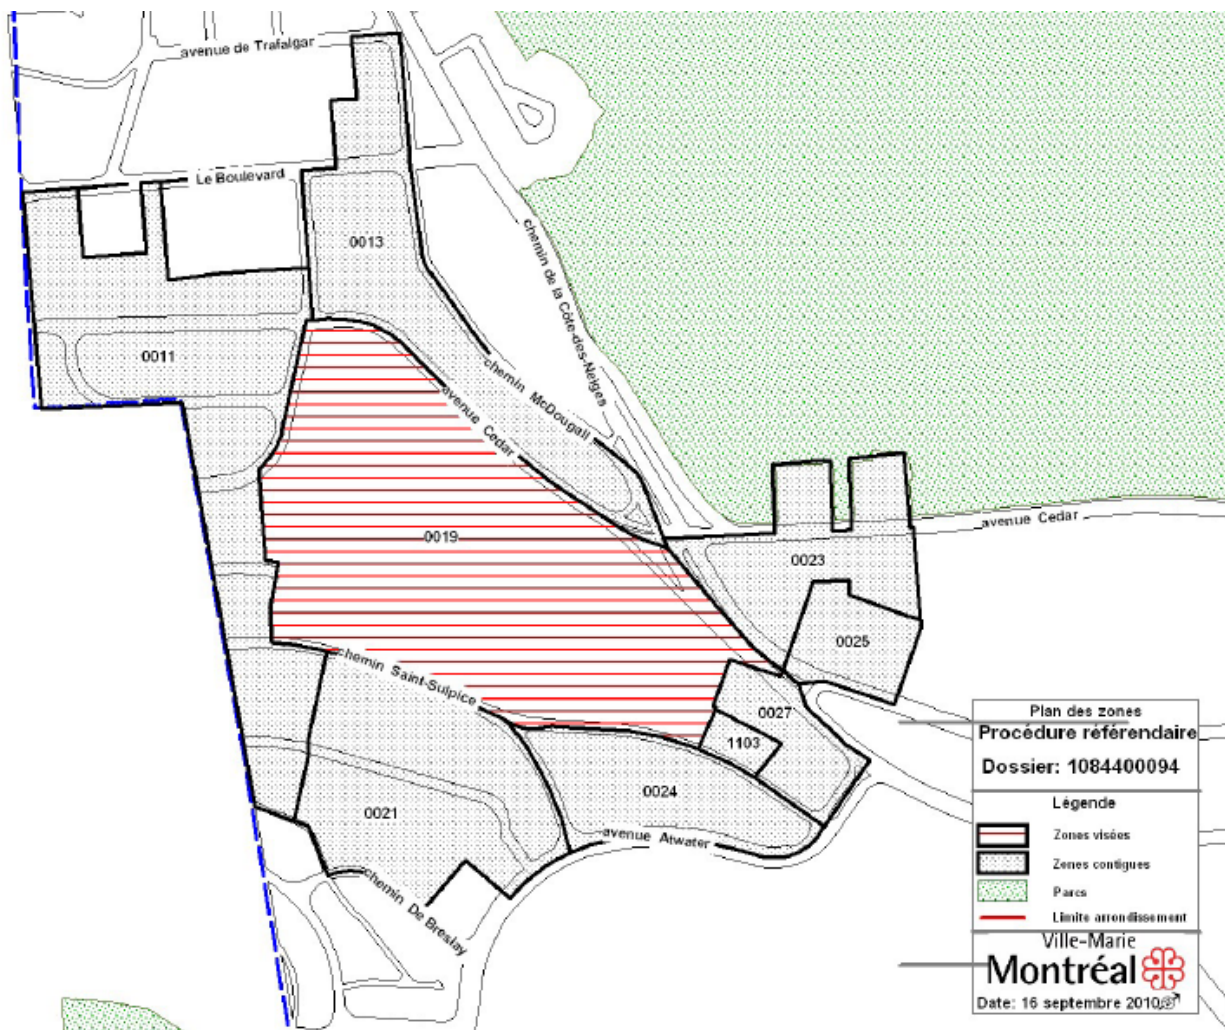 avenue de Trafalgar
Le Boulevard
0013
chemin de la Côte-des-Neiges
0011
chemin McDougall
avenue Cedar
0019
avenue Cedar
0023
0025
chemin Saint-Sulpice
0027
1103
0024
0021
avenue Atwater
chemin De Breslay
Plan des zones
Procédure référendaire
Dossier: 1084400094
Légende
Zones visées
Zones contigues
Parcs
Limite arrondissement
Ville-Marie
Montréal
Date: 16 septembre 2010